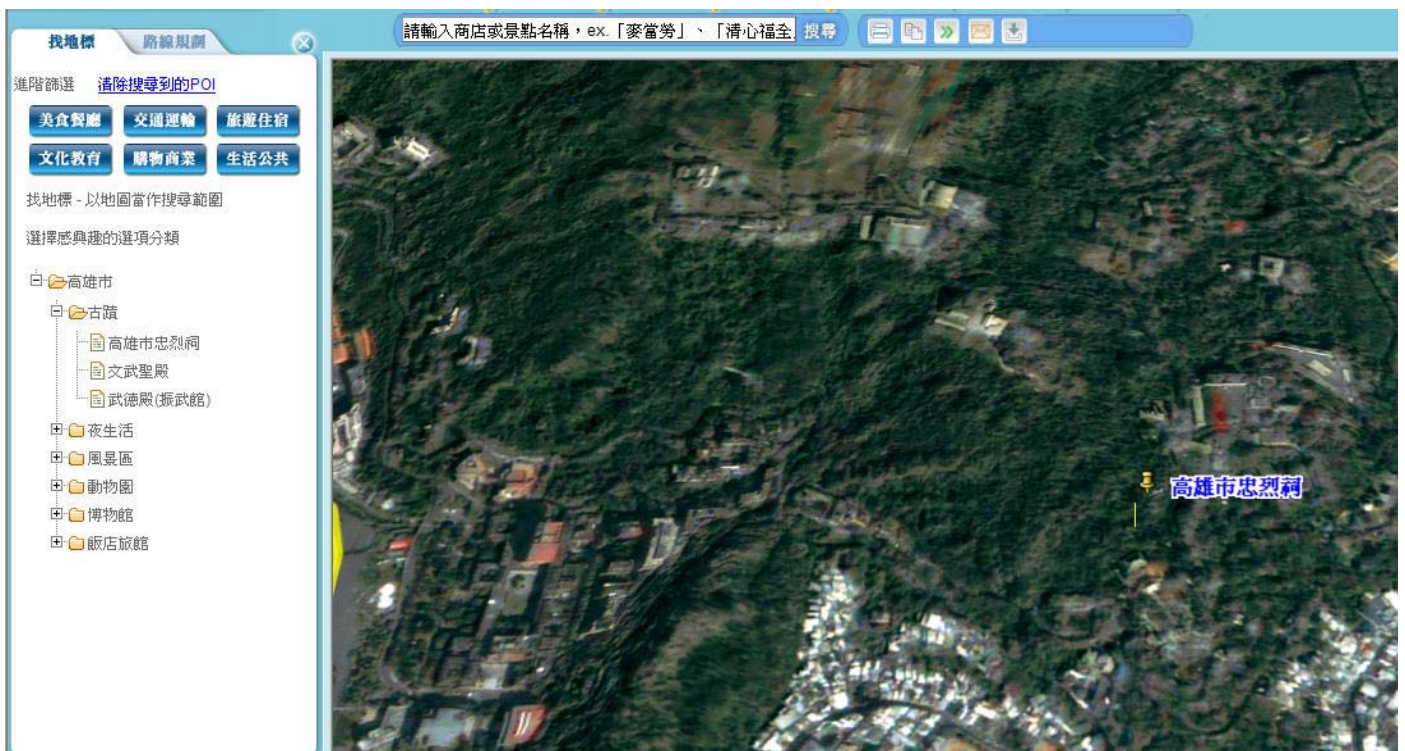 找地標 路線規劃
請輸入商店或景點名稱，ex.「麥當勞」、「清心福全 搜尋
進階篩選 清除搜尋到的POI
美食餐廳 交通運輸 旅遊住宿
文化教育 購物商業 生活公共
找地標 - 以地圖當作搜尋範圍
選擇感興趣的選項分類
高雄市
古蹟
高雄市忠烈祠
文武聖殿
武德殿(振武館)
夜生活
風景區
動物園
博物館
飯店旅館
高雄市忠烈祠